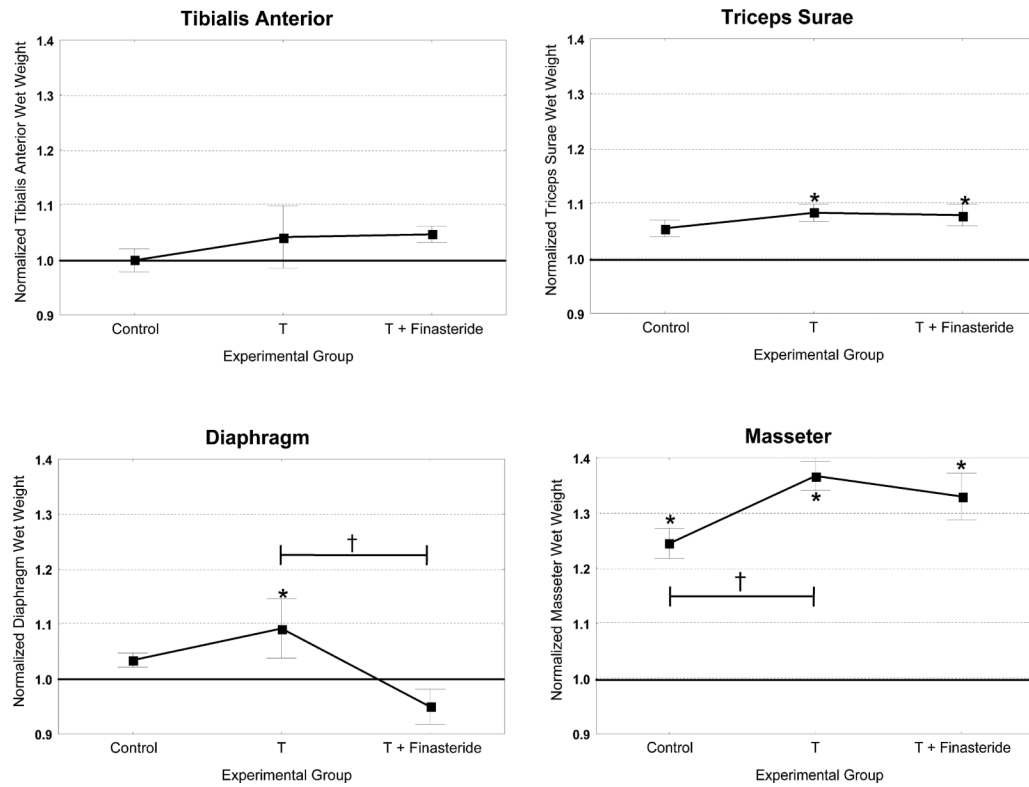 Tibialis Anterior
Normalized Tibialis Anterior Wet Weight
1.4
1.3
1.2
1.1
1.0
0.9
Control
T
T + Finasteride
Experimental Group
Triceps Surae
Normalized Triceps Surae Wet Weight
1.4
1.3
1.2
1.1
1.0
0.9
*
*
Control
T
T + Finasteride
Experimental Group
Diaphragm
Normalized Diaphragm Wet Weight
1.4
1.3
1.2
1.1
1.0
0.9
†
*
Control
T
T + Finasteride
Experimental Group
Masseter
Normalized Masseter Wet Weight
1.4
1.3
1.2
1.1
1.0
0.9
*
*
*
†
Control
T
T + Finasteride
Experimental Group